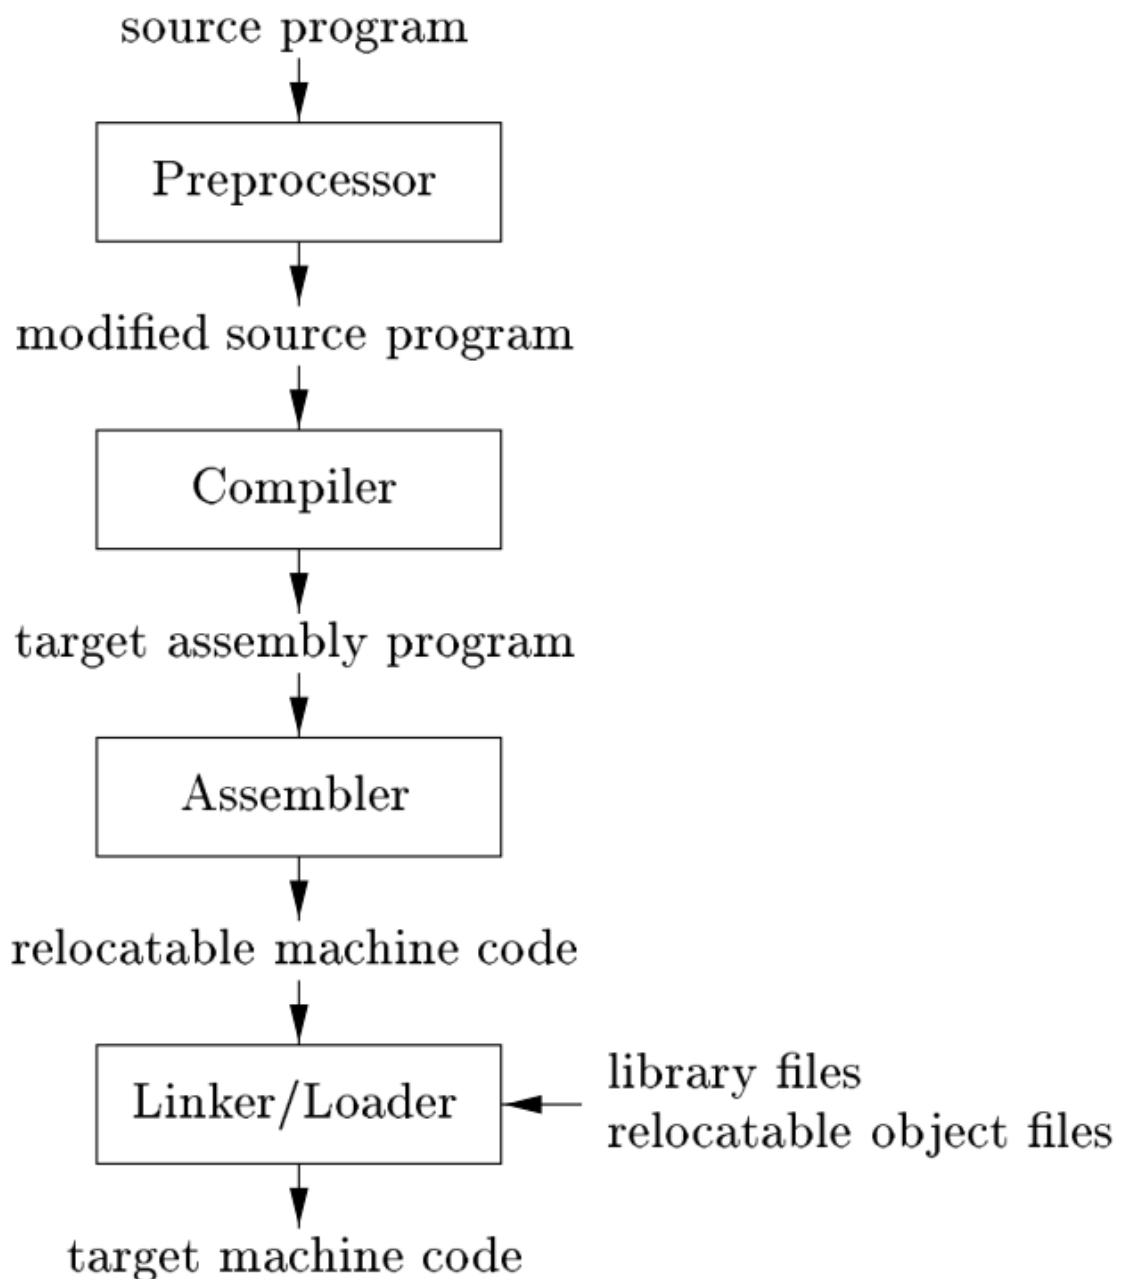 source program
Preprocessor
modified source program
Compiler
target assembly program
Assembler
relocatable machine code
Linker/Loader
library files
relocatable object files
target machine code